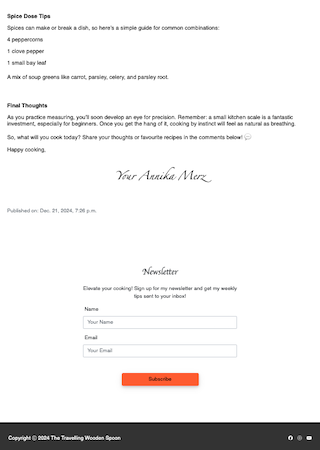 Spice Dose Tips
Spices can make or break a dish, so here's a simple guide for common combinations:
4 peppercorns
1 clove pepper
1 small bay leaf
A mix of soup greens like carrot, parsley, celery, and parsley root.
Final Thoughts
As you practice measuring, you'll soon develop an eye for precision. Remember: a small kitchen scale is a fantastic
investment, especially for beginners. Once you get the hang of it, cooking by instinct will feel as natural as breathing.
So, what will you cook today? Share your thoughts or favourite recipes in the comments below! 💬
Happy cooking,
Your Annika Merz
Published on: Dec. 21, 2024, 7:26 p.m.
Newsletter
Elevate your cooking! Sign up for my newsletter and get my weekly
tips sent to your inbox!
Name
Your Name
Email
Your Email
Subscribe
Copyright © 2024 The Travelling Wooden Spoon